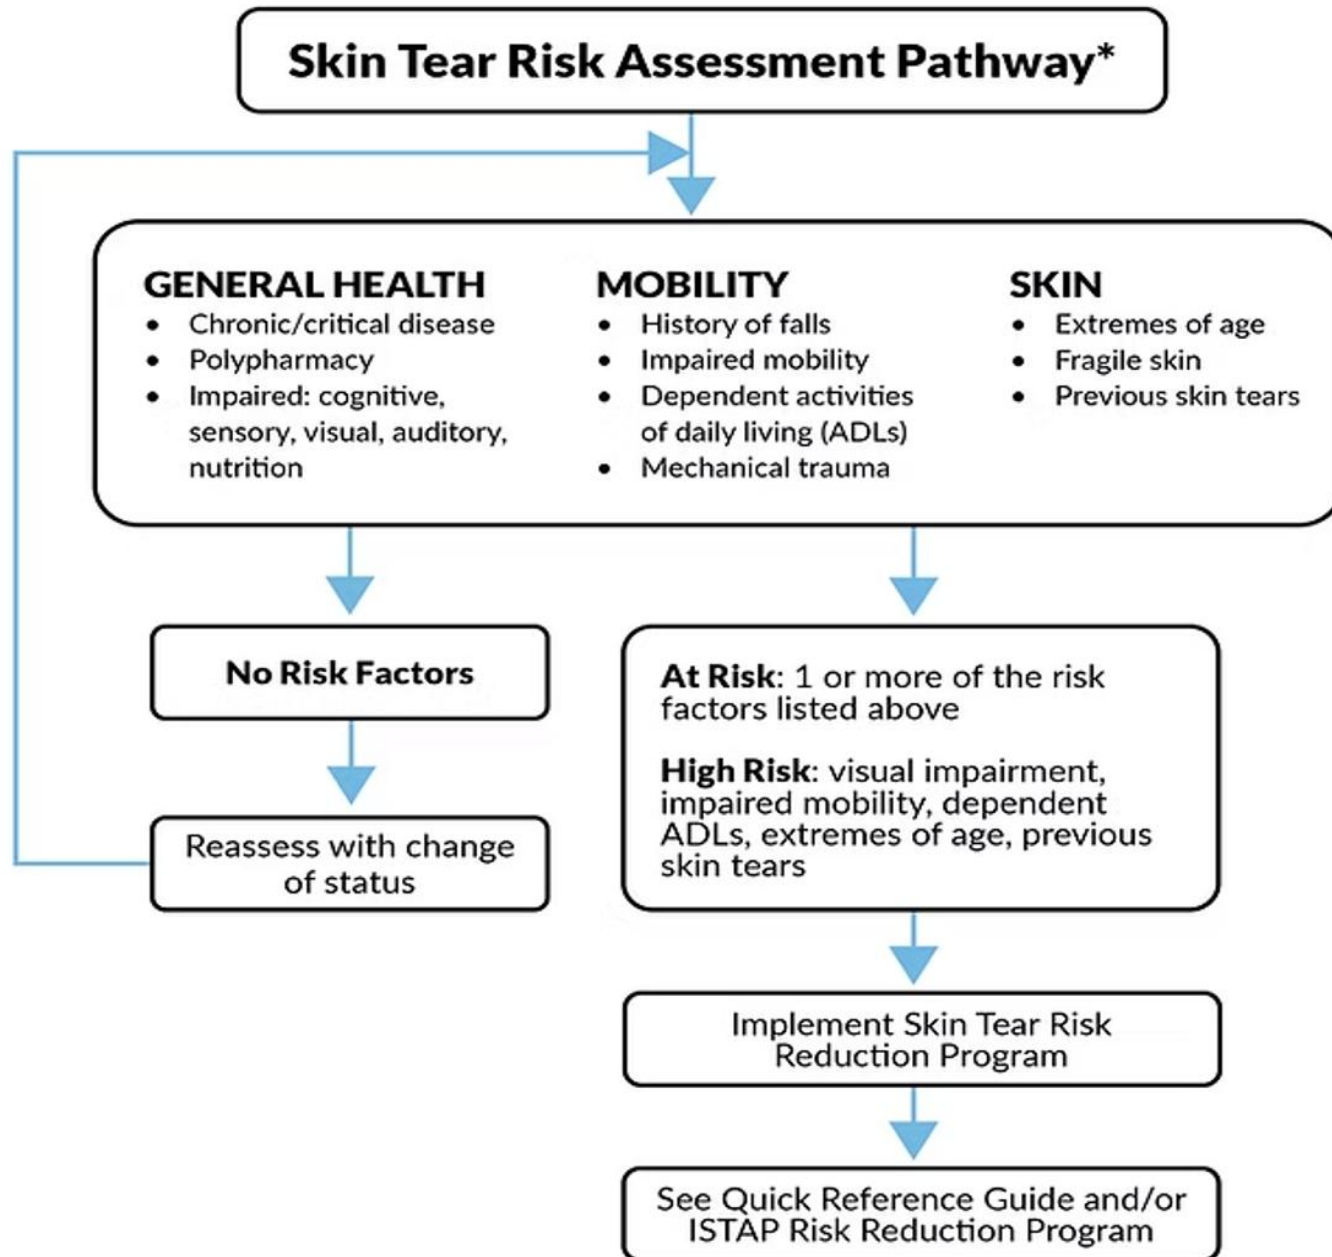 Skin Tear Risk Assessment Pathway*
GENERAL HEALTH
• Chronic/critical disease
• Polypharmacy
• Impaired: cognitive,
sensory, visual, auditory,
nutrition
MOBILITY
• History of falls
• Impaired mobility
• Dependent activities
of daily living (ADLs)
• Mechanical trauma
SKIN
• Extremes of age
• Fragile skin
• Previous skin tears
No Risk Factors
Reassess with change
of status
At Risk: 1 or more of the risk
factors listed above
High Risk: visual impairment,
impaired mobility, dependent
ADLs, extremes of age, previous
skin tears
Implement Skin Tear Risk
Reduction Program
See Quick Reference Guide and/or
ISTAP Risk Reduction Program